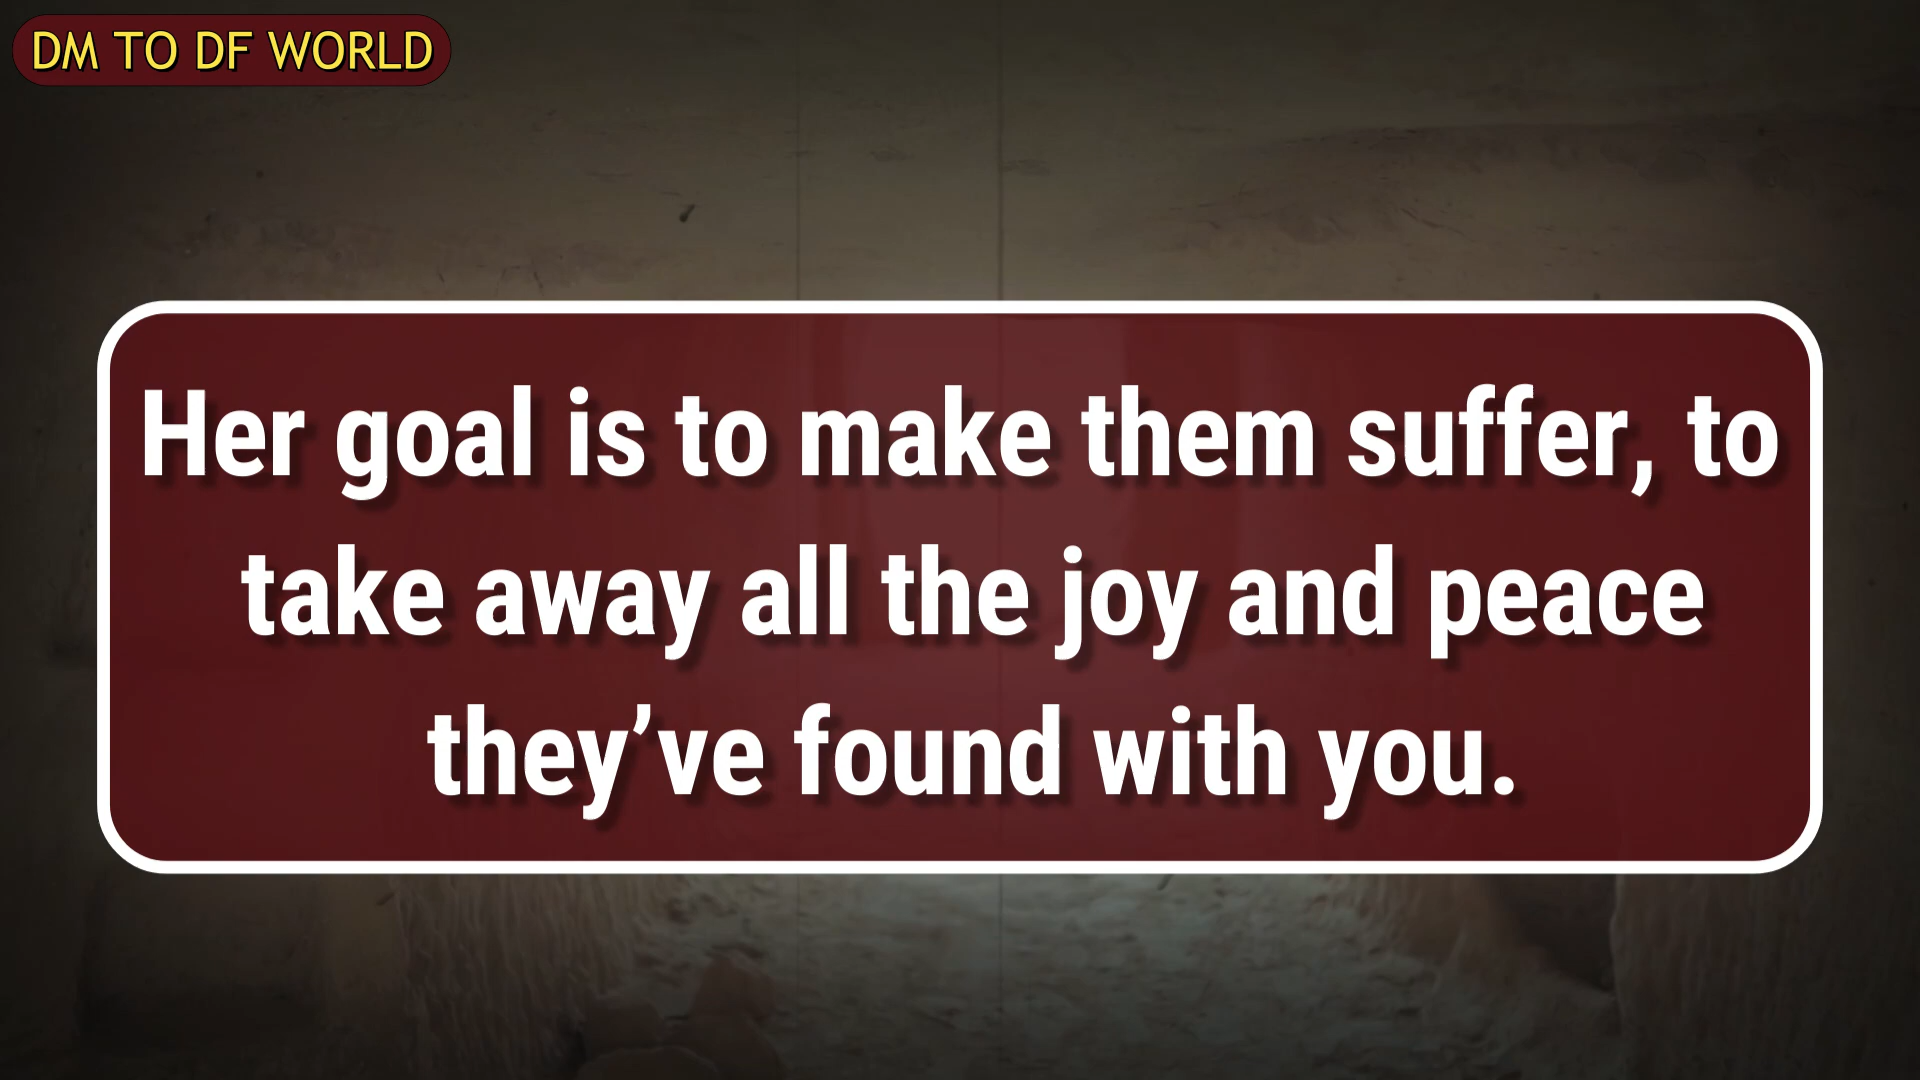 DM TO DF WORLD
Her goal is to make them suffer, to
take away all the joy and peace
they’ve found with you.